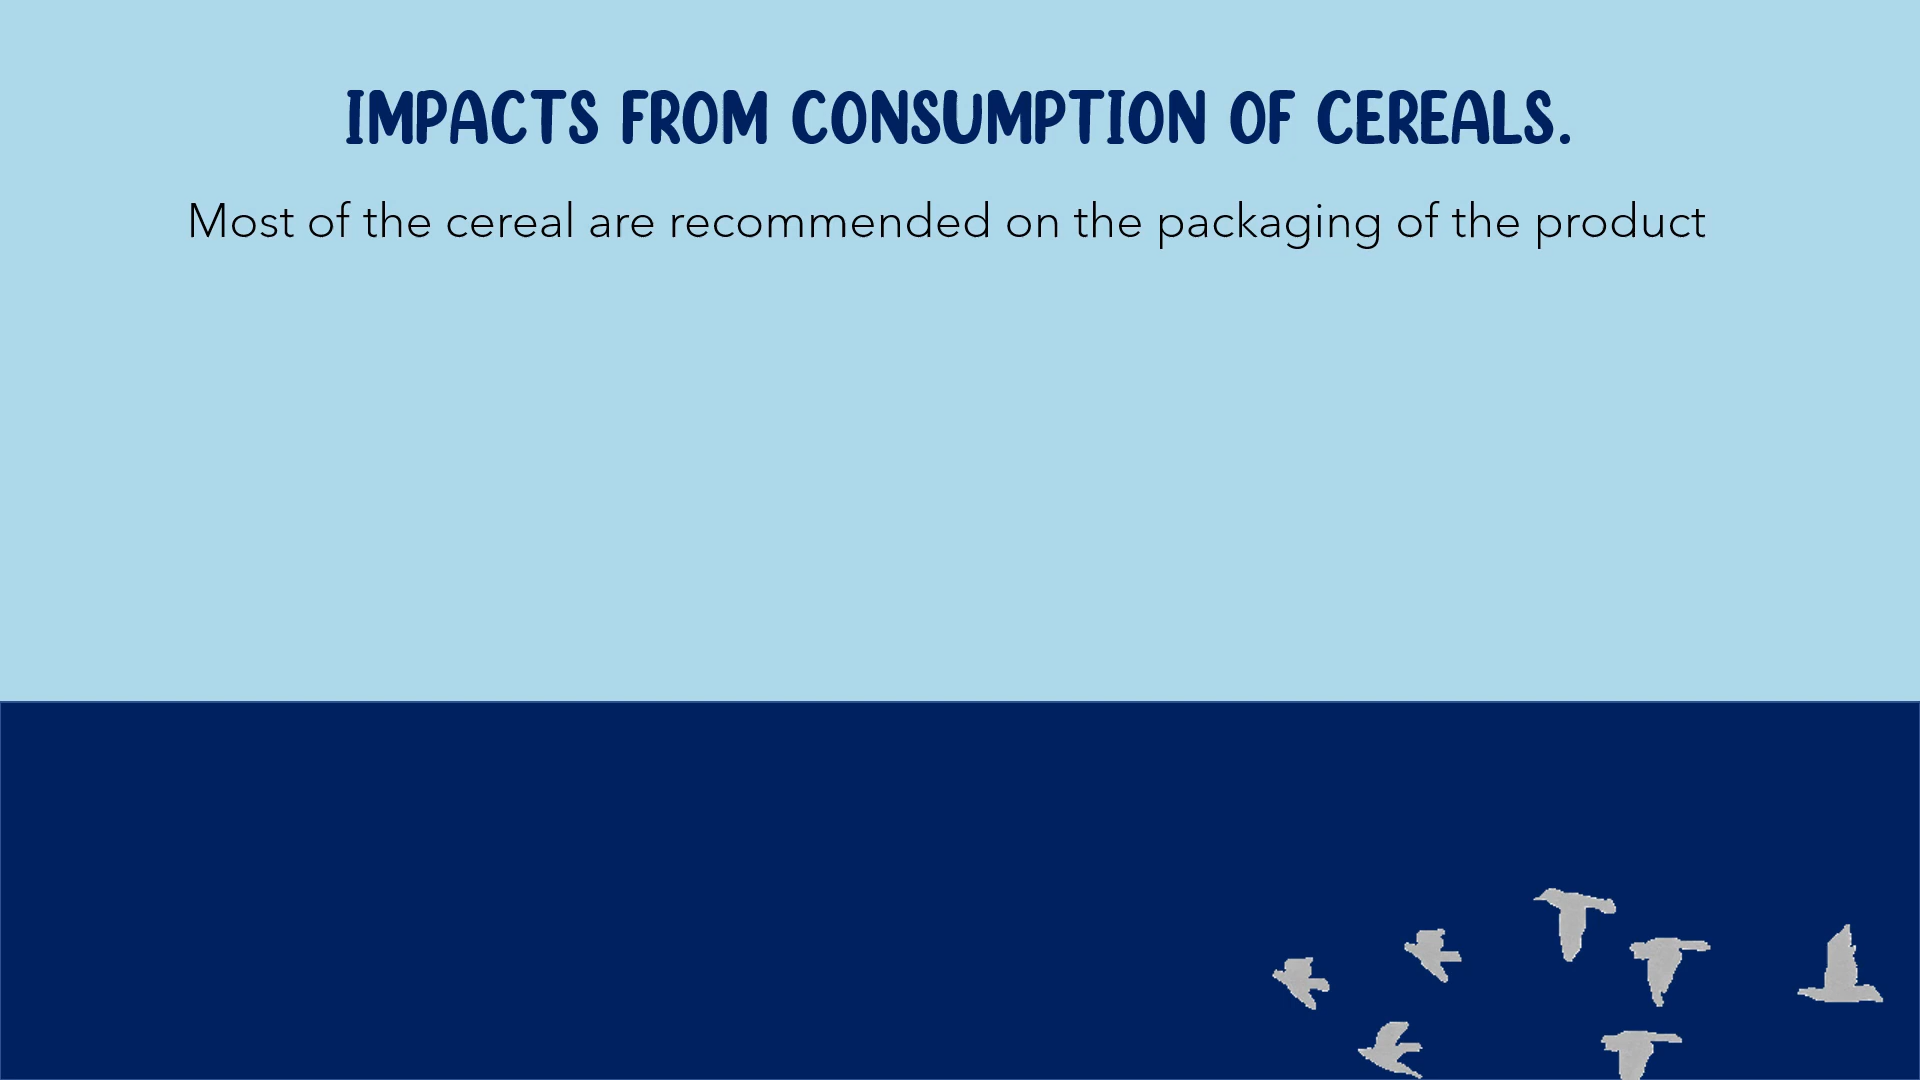 IMPACTS FROM CONSUMPTION OF CEREALS.
Most of the cereal are recommended on the packaging of the product